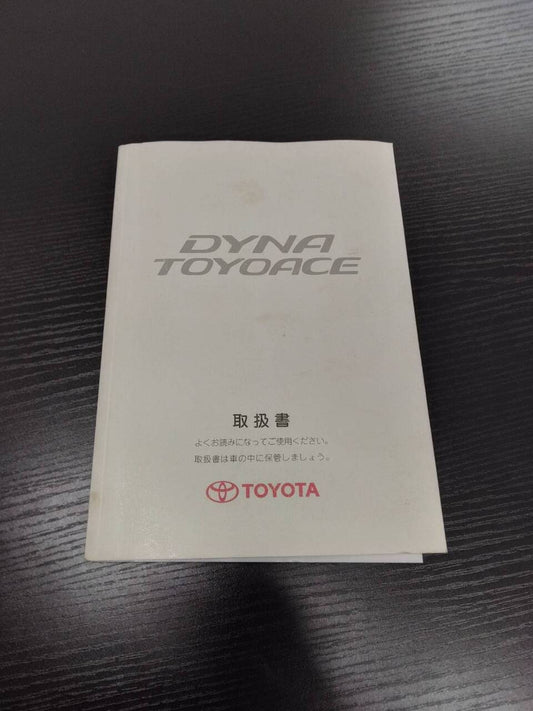 DYNA
TOYOACE
取扱書
よくお読みになってご使用ください。
取扱書は車の中に保管しましょう。
TOYOTA